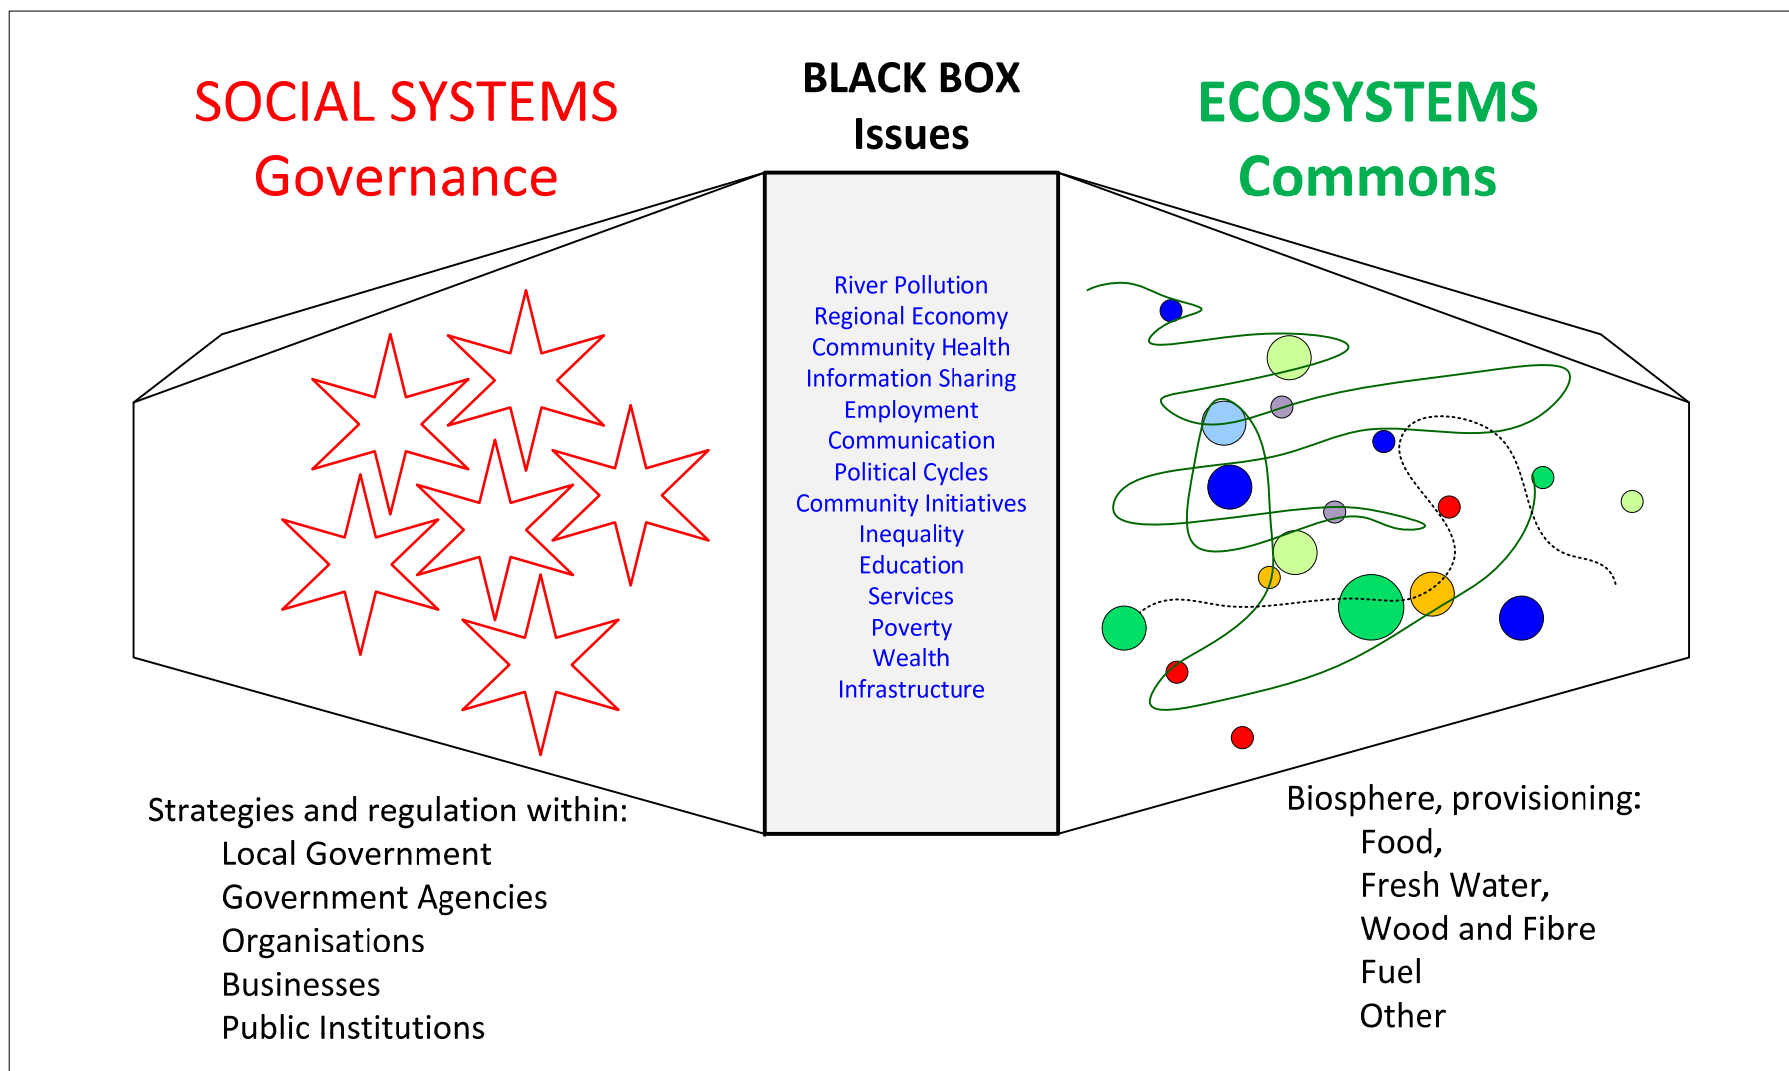 SOCIAL SYSTEMS
Governance
BLACK BOX
Issues
ECOSYSTEMS
Commons
River Pollution
Regional Economy
Community Health
Information Sharing
Employment
Communication
Political Cycles
Community Initiatives
Inequality
Education
Services
Poverty
Wealth
Infrastructure
Strategies and regulation within:
Local Government
Government Agencies
Organisations
Businesses
Public Institutions
Biosphere, provisioning:
Food,
Fresh Water,
Wood and Fibre
Fuel
Other